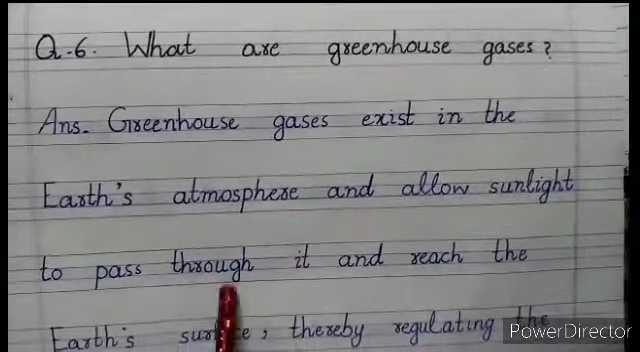 Q.6. What are greenhouse gases?
Ans. Greenhouse gases exist in the
Earth's atmosphere and allow sunlight
to pass through it and reach the
Earth's , thereby regulating the
PowerDirector